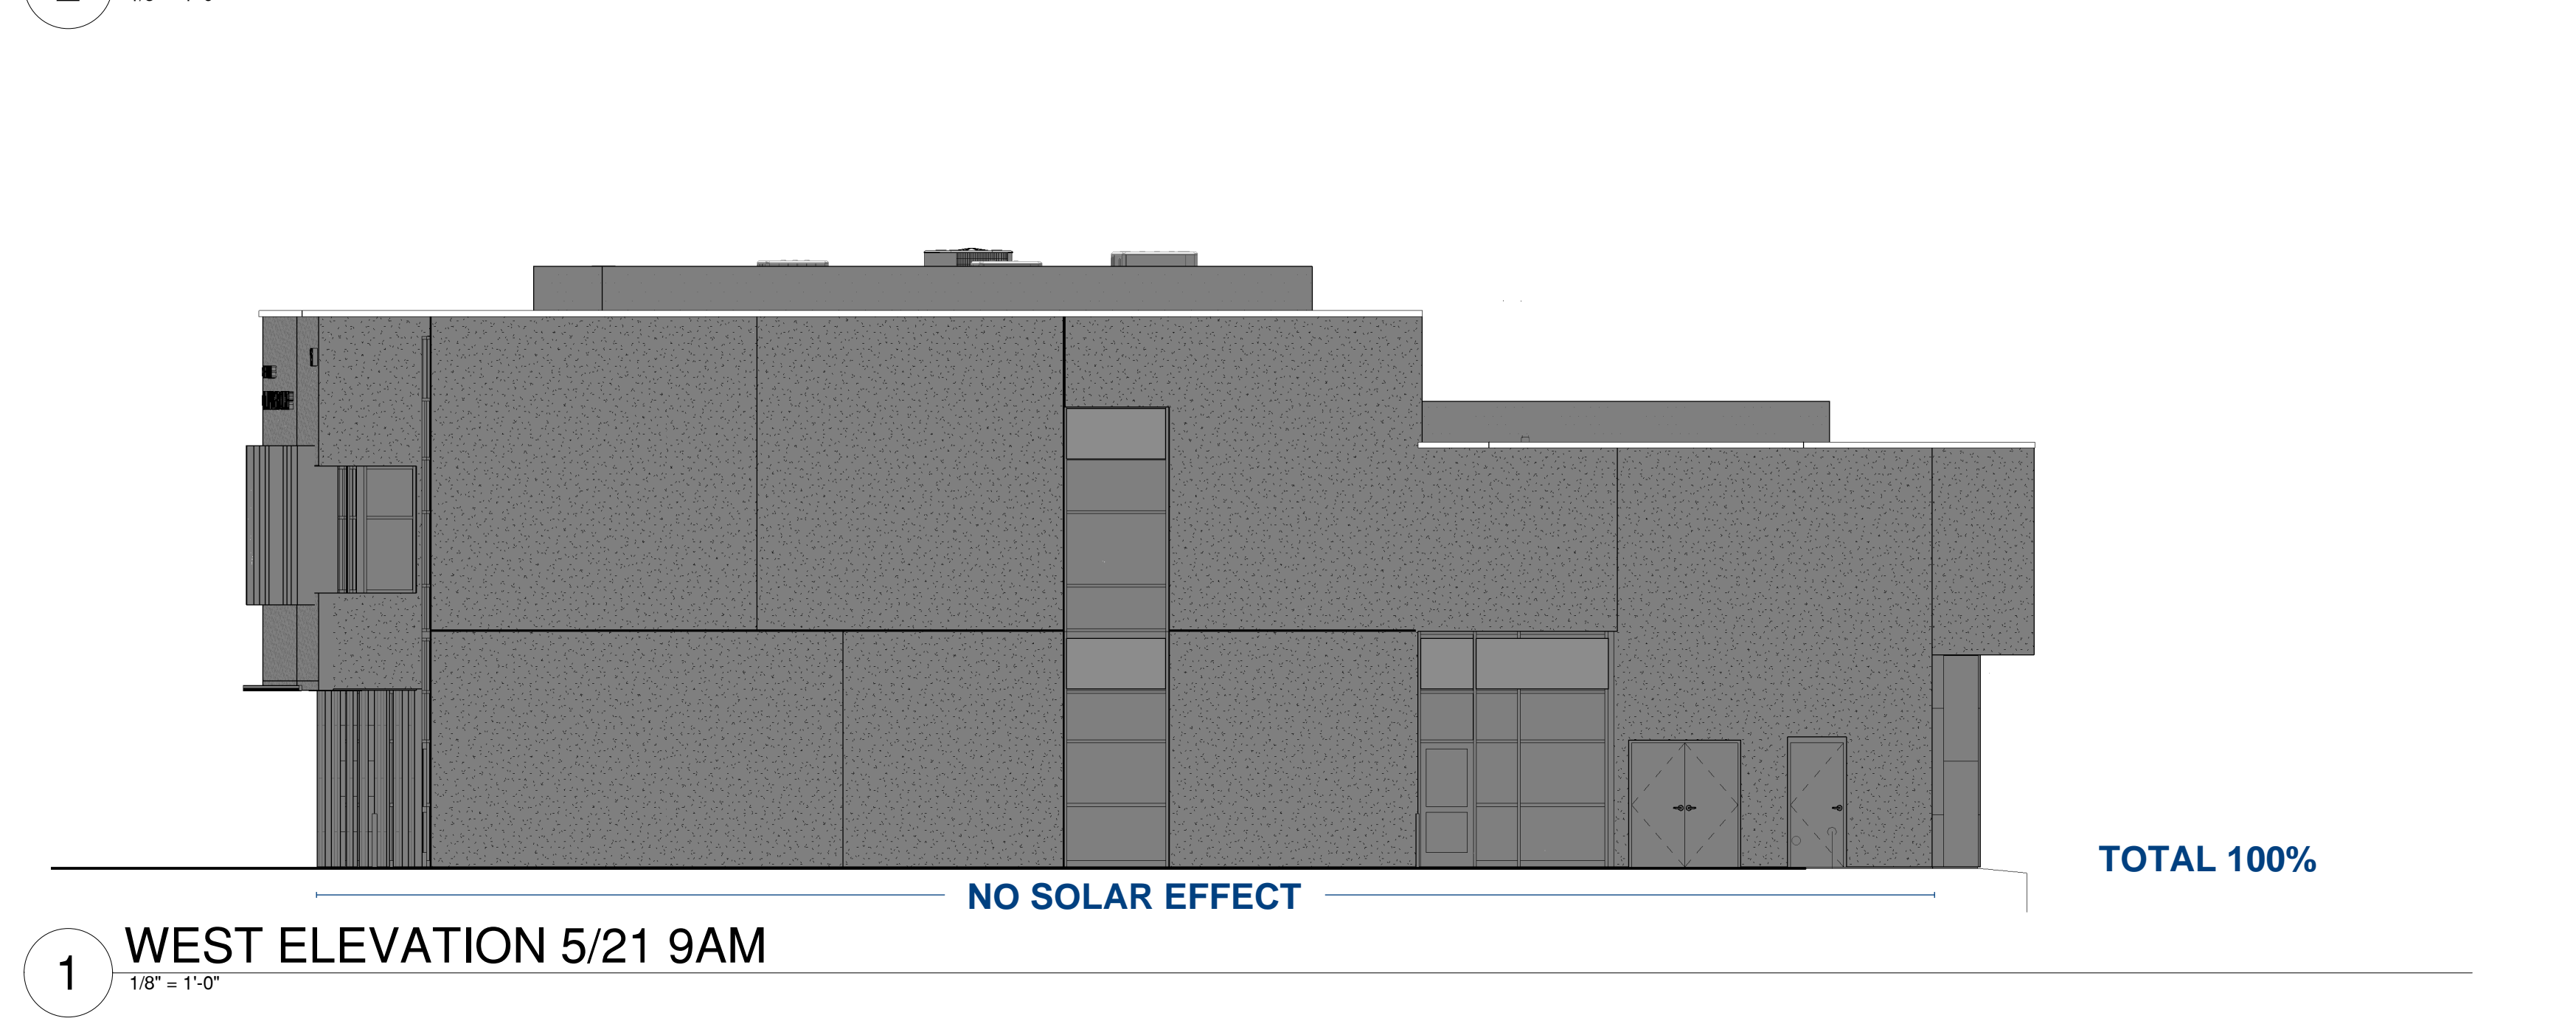 TOTAL 100%
NO SOLAR EFFECT
1
WEST ELEVATION 5/21 9AM
1/8" = 1'-0"